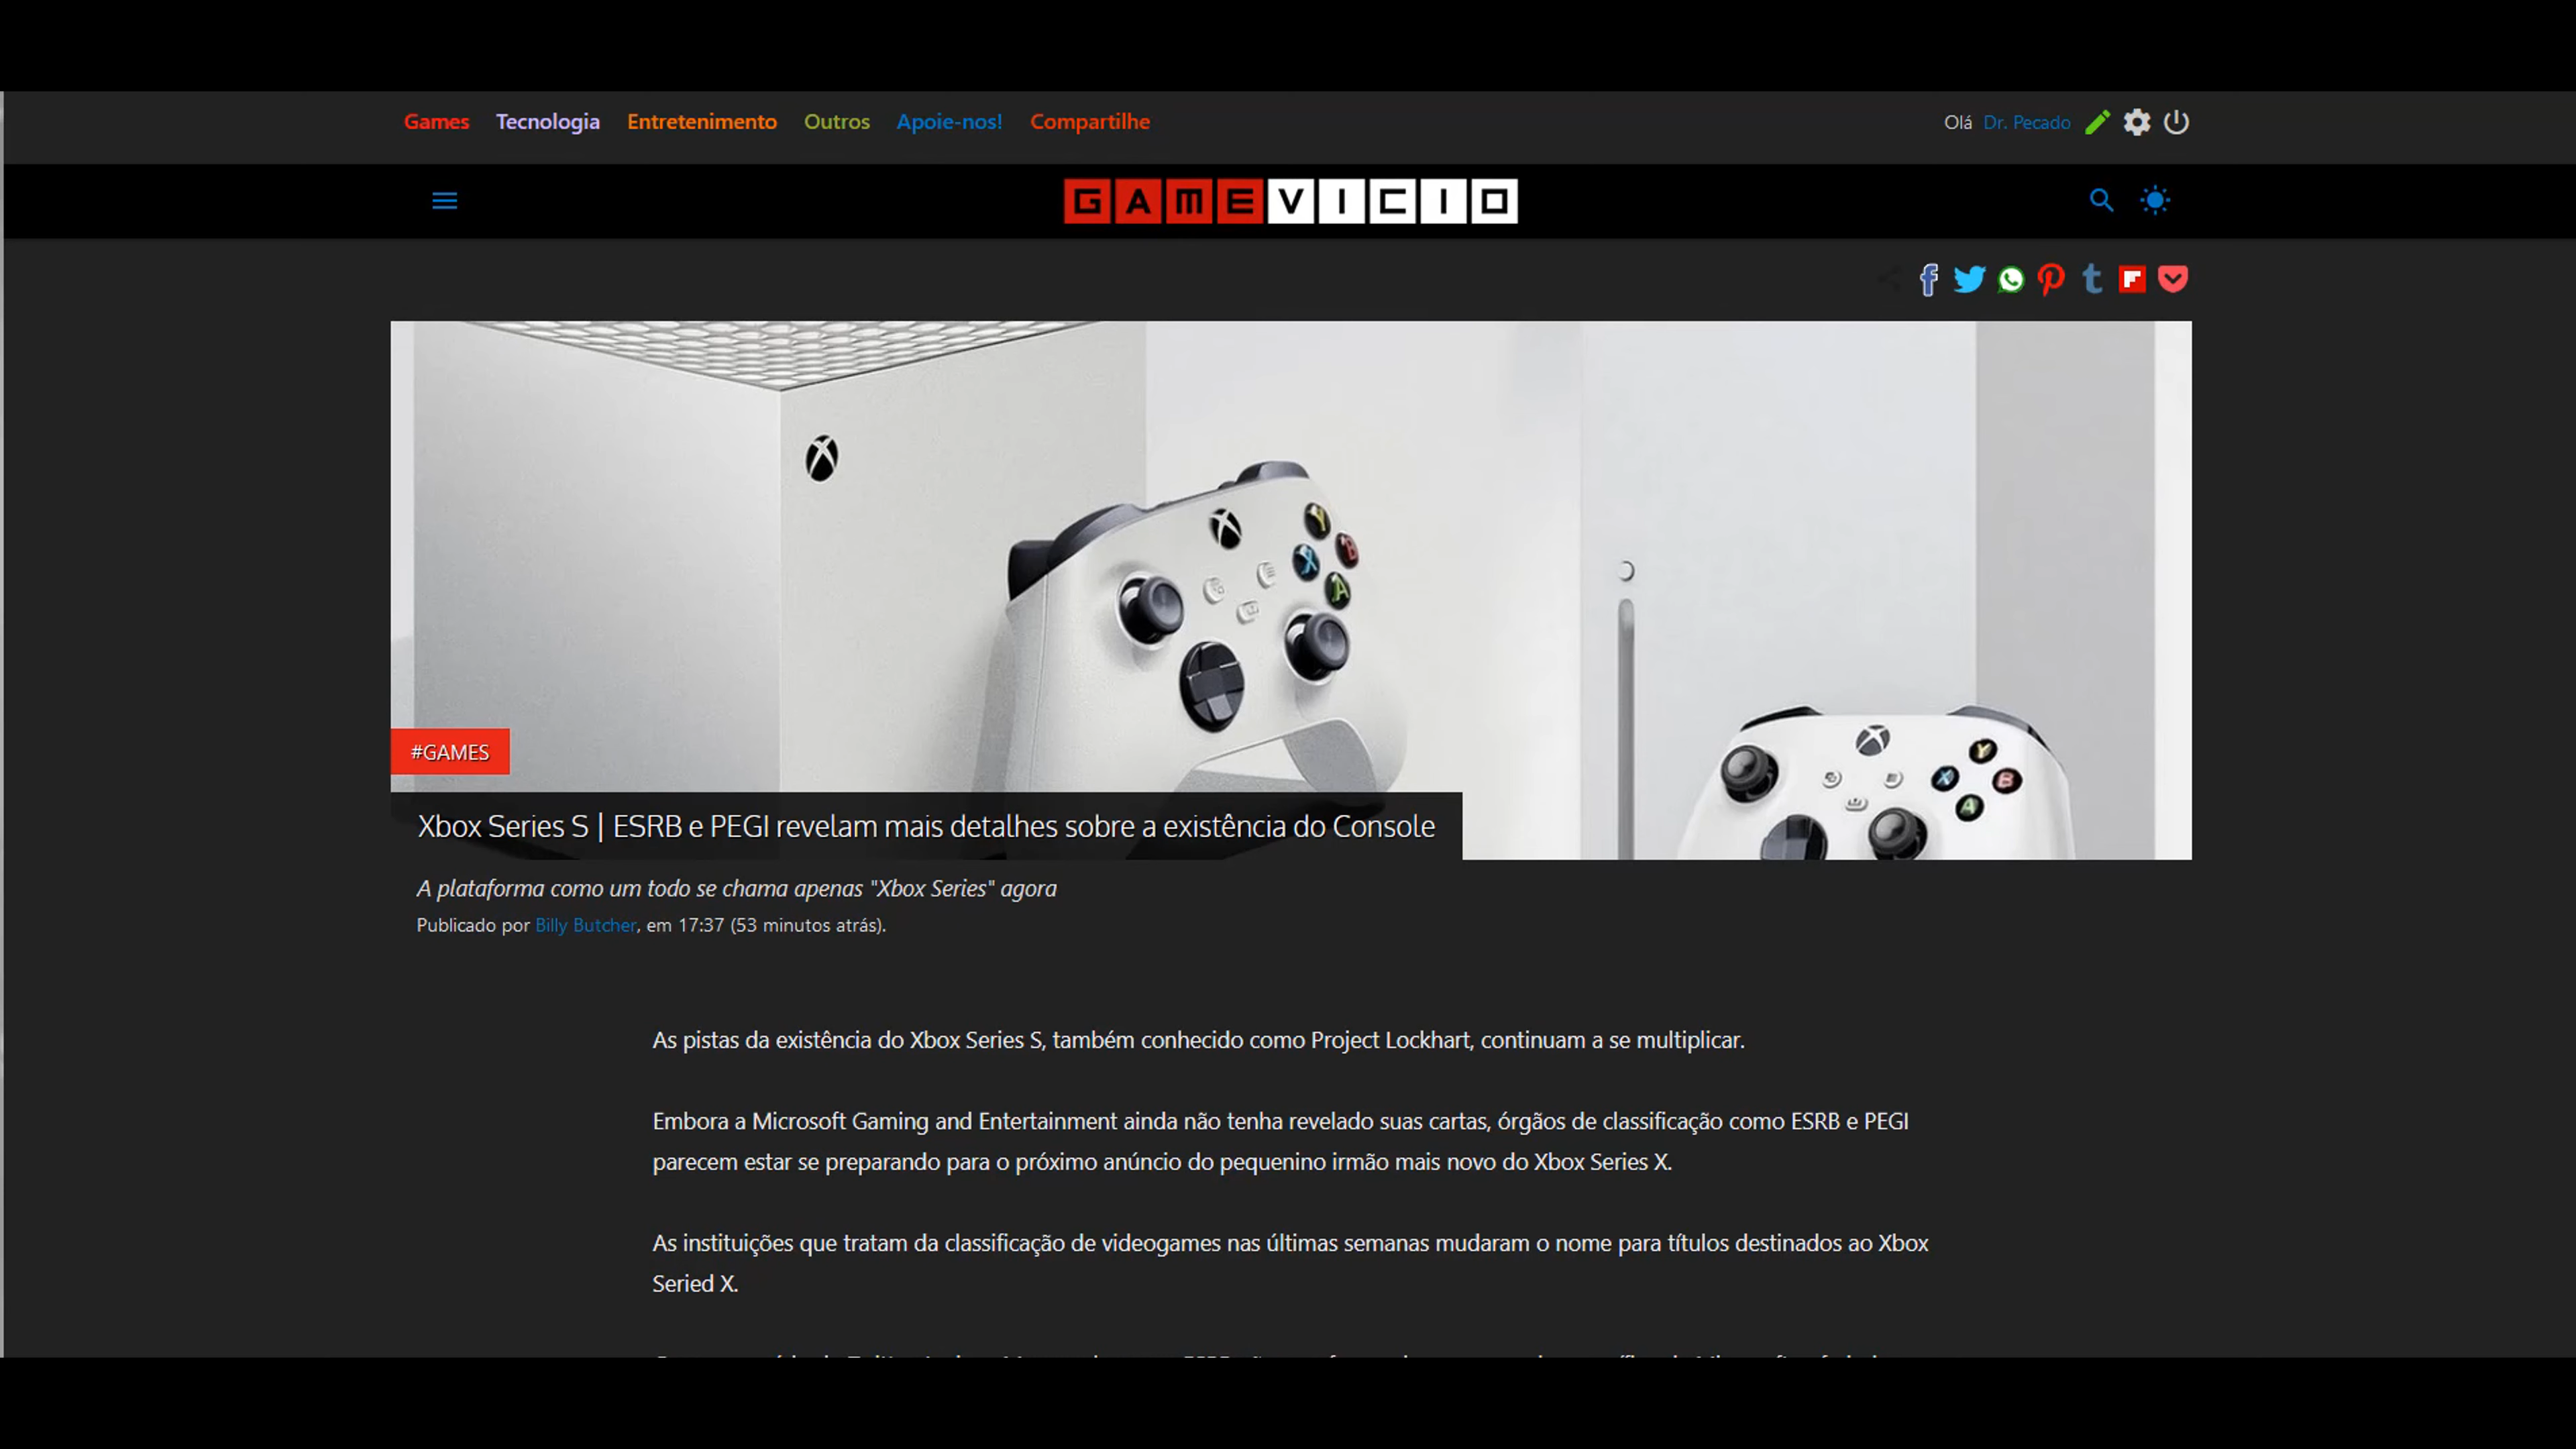 Games Tecnologia Entretenimento Outros Apoie-nos! Compartilhe
Olá Dr. Pecado
GAMEVICIO
#GAMES
Xbox Series S | ESRB e PEGI revelam mais detalhes sobre a existência do Console
A plataforma como um todo se chama apenas "Xbox Series" agora
Publicado por Billy Butcher, em 17:37 (53 minutos atrás).
As pistas da existência do Xbox Series S, também conhecido como Project Lockhart, continuam a se multiplicar.
Embora a Microsoft Gaming and Entertainment ainda não tenha revelado suas cartas, órgãos de classificação como ESRB e PEGI
parecem estar se preparando para o próximo anúncio do pequenino irmão mais novo do Xbox Series X.
As instituições que tratam da classificação de videogames nas últimas semanas mudaram o nome para títulos destinados ao Xbox
Seried X.